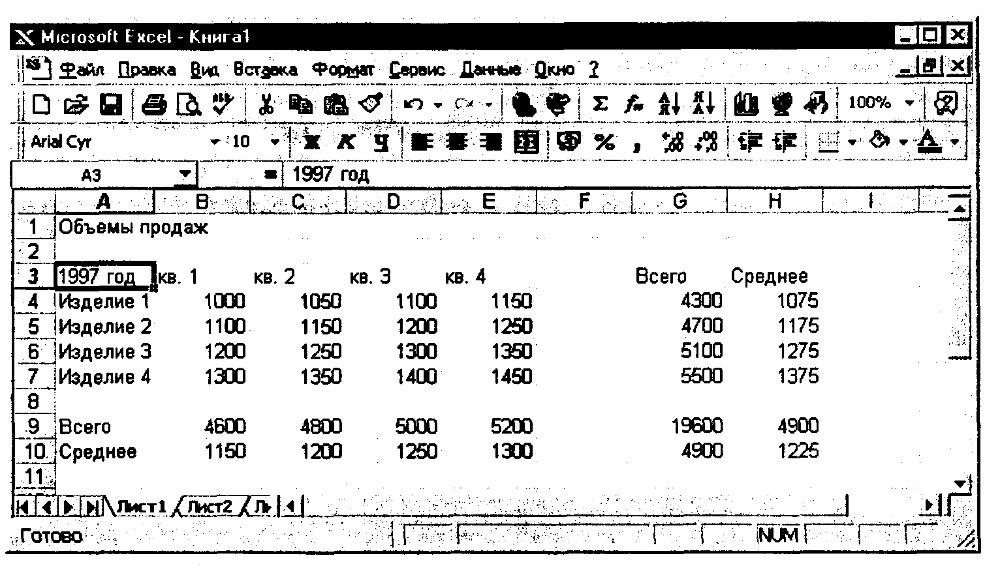 Microsoft Excel - Книга1
Файл Правка Вид Вставка Формат Сервис Данные Окно ?
100%
Arial Cyr 10 Ж К Ч % ,
A3 = 1997 год
A B C D E F G H I
1 Объемы продаж
2
3 1997 год кв. 1 кв. 2 кв. 3 кв. 4 Всего Среднее
4 Изделие 1 1000 1050 1100 1150 4300 1075
5 Изделие 2 1100 1150 1200 1250 4700 1175
6 Изделие 3 1200 1250 1300 1350 5100 1275
7 Изделие 4 1300 1350 1400 1450 5500 1375
8
9 Всего 4600 4800 5000 5200 19600 4900
10 Среднее 1150 1200 1250 1300 4900 1225
11
Лист1 Лист2
Готово NUM